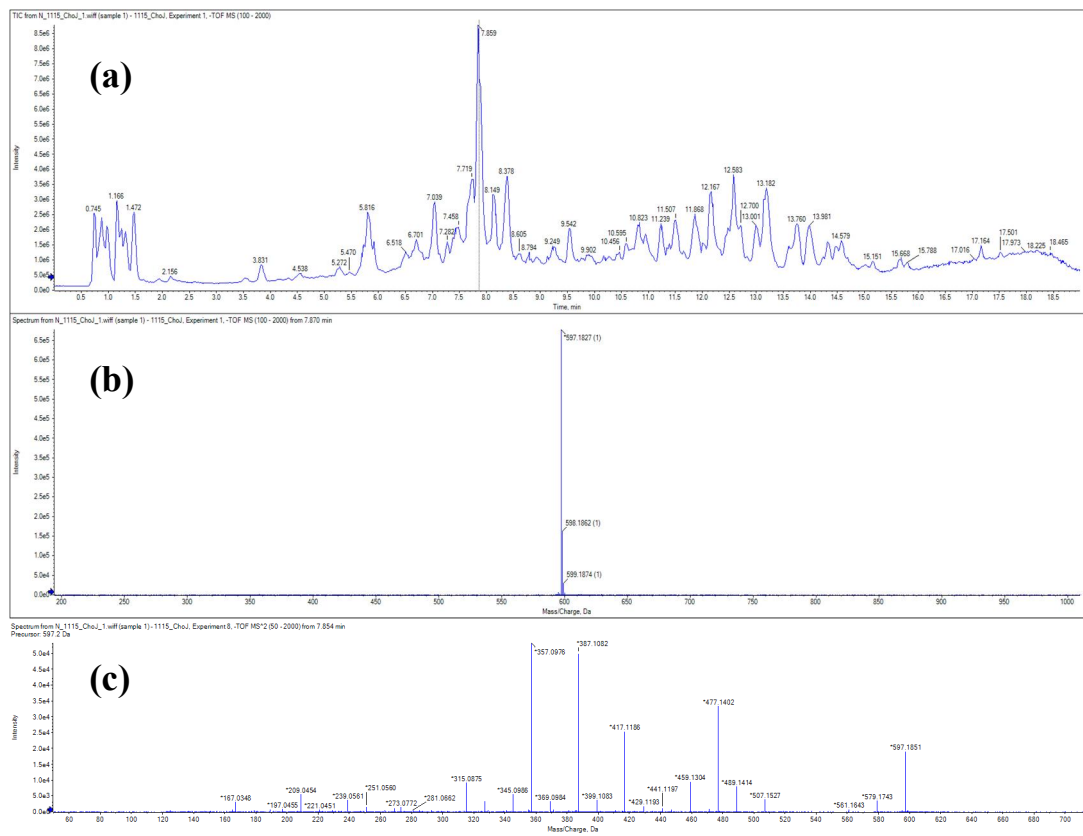 TIC from N_1115_ChoJ_1.wiff (sample 1) - 1115_ChoJ, Experiment 1, -TOF MS (100 - 2000)
(a)
8.5e6
8.0e6
7.5e6
7.0e6
6.5e6
6.0e6
5.5e6
5.0e6
4.5e6
4.0e6
3.5e6
3.0e6
2.5e6
2.0e6
1.5e6
1.0e6
5.0e5
0.0e0
Intensity
0.745
1.166
1.472
2.156
3.831
4.538
5.272
5.470
5.816
6.518
6.701
7.039
7.282
7.458
7.719
7.859
8.149
8.378
8.605
8.794
9.249
9.542
9.902
10.456
10.595
10.823
11.239
11.507
11.868
12.167
12.583
12.700
13.001
13.182
13.760
13.981
14.579
15.151
15.668
15.788
17.016
17.164
17.501
17.973
18.225
18.465
0.5 1.0 1.5 2.0 2.5 3.0 3.5 4.0 4.5 5.0 5.5 6.0 6.5 7.0 7.5 8.0 8.5 9.0 9.5 10.0 10.5 11.0 11.5 12.0 12.5 13.0 13.5 14.0 14.5 15.0 15.5 16.0 16.5 17.0 17.5 18.0 18.5
Time, min
Spectrum from N_1115_ChoJ_1.wiff (sample 1) - 1115_ChoJ, Experiment 1, -TOF MS (100 - 2000) from 7.870 min
(b)
6.5e5
6.0e5
5.5e5
5.0e5
4.5e5
4.0e5
3.5e5
3.0e5
2.5e5
2.0e5
1.5e5
1.0e5
5.0e4
0.0e0
Intensity
*597.1827 (1)
598.1862 (1)
599.1874 (1)
200 250 300 350 400 450 500 550 600 650 700 750 800 850 900 950 1000
Mass/Charge, Da
Spectrum from N_1115_ChoJ_1.wiff (sample 1) - 1115_ChoJ, Experiment 8, -TOF MS^2 (50 - 2000) from 7.854 min
Precursor: 597.2 Da
(c)
5.0e4
4.5e4
4.0e4
3.5e4
3.0e4
2.5e4
2.0e4
1.5e4
1.0e4
5.0e3
0.0e0
Intensity
*167.0346
*197.0455
*209.0454
*221.0451
*239.0561
*251.0560
*273.0772
*281.0662
*315.0875
*345.0986
*357.0976
*369.0984
*387.1082
*399.1083
*417.1186
*429.1193
*441.1197
*459.1304
*477.1402
*489.1414
*507.1527
*561.1643
*579.1743
*597.1851
60 80 100 120 140 160 180 200 220 240 260 280 300 320 340 360 380 400 420 440 460 480 500 520 540 560 580 600 620 640 660 680 700
Mass/Charge, Da